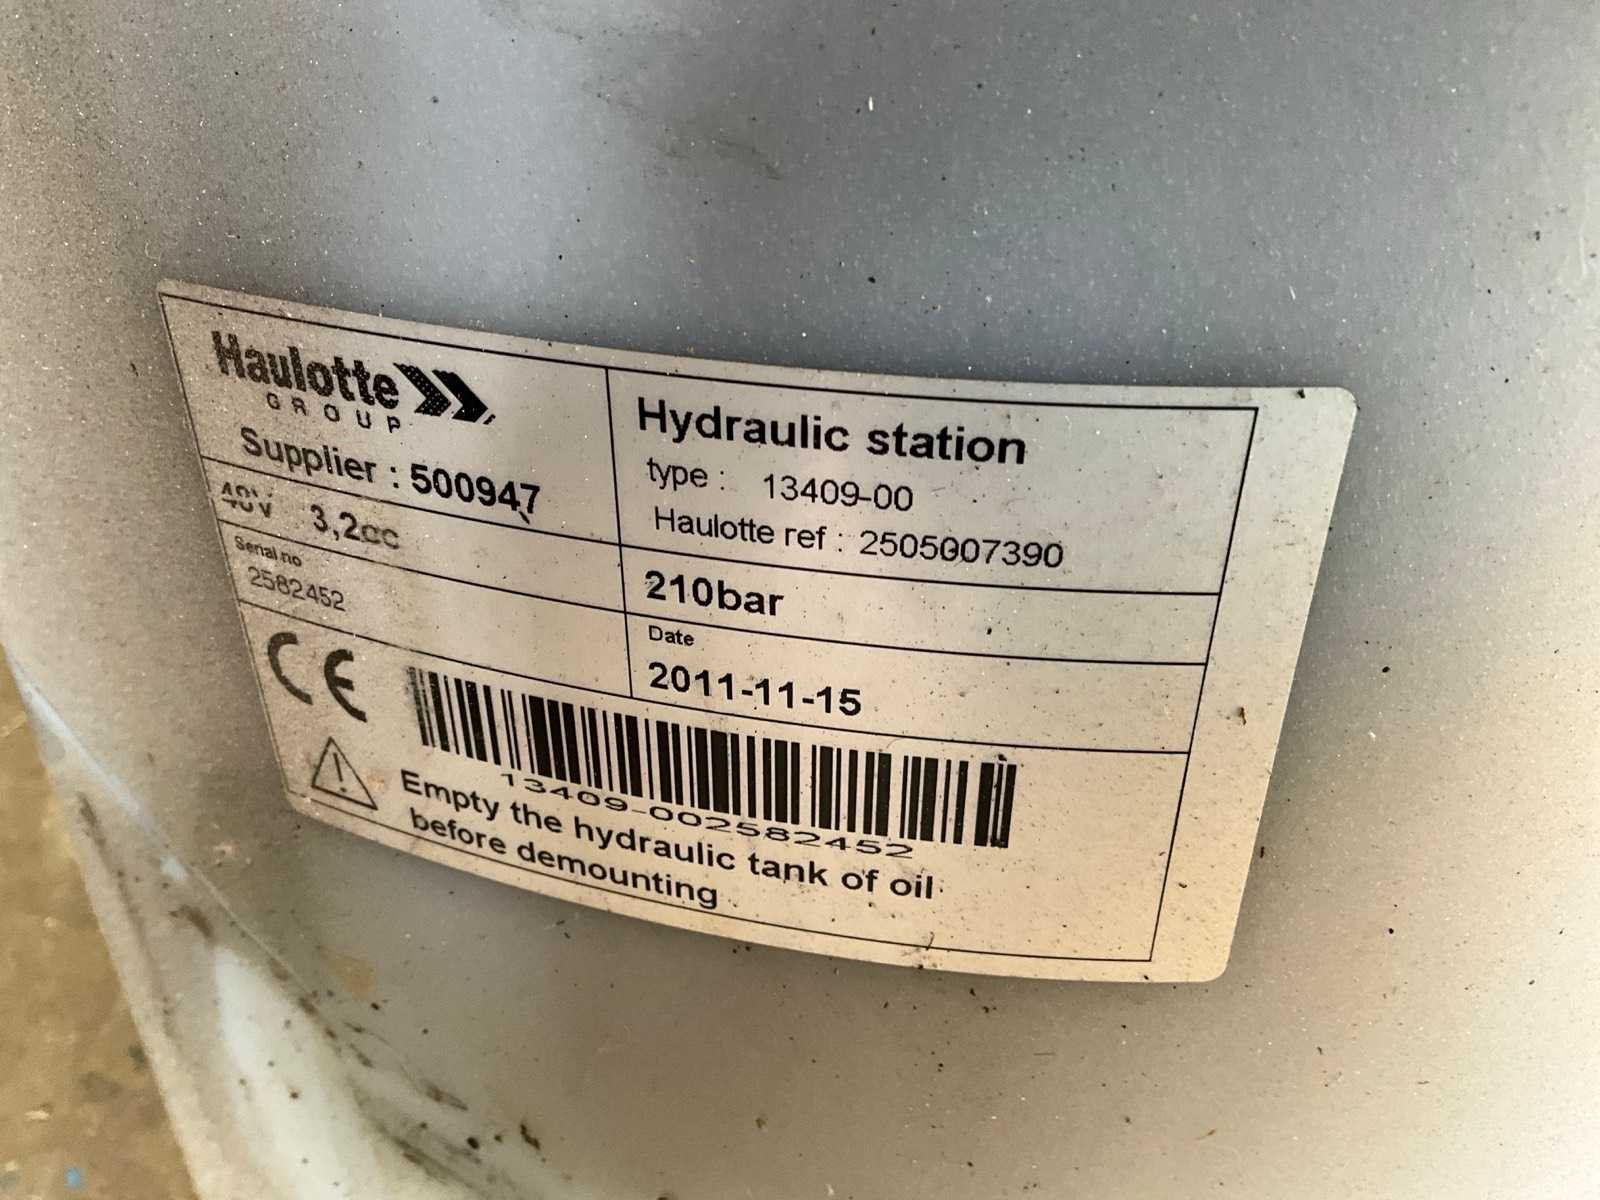 Haulotte
GROUP
Supplier : 500947
Hydraulic station
type : 13409-00
Haulotte ref : 2505007390
48V 3,2cc
210bar
Serial no
2582452
Date
2011-11-15
CE
13409-002582452
Empty the hydraulic tank of oil
before demounting